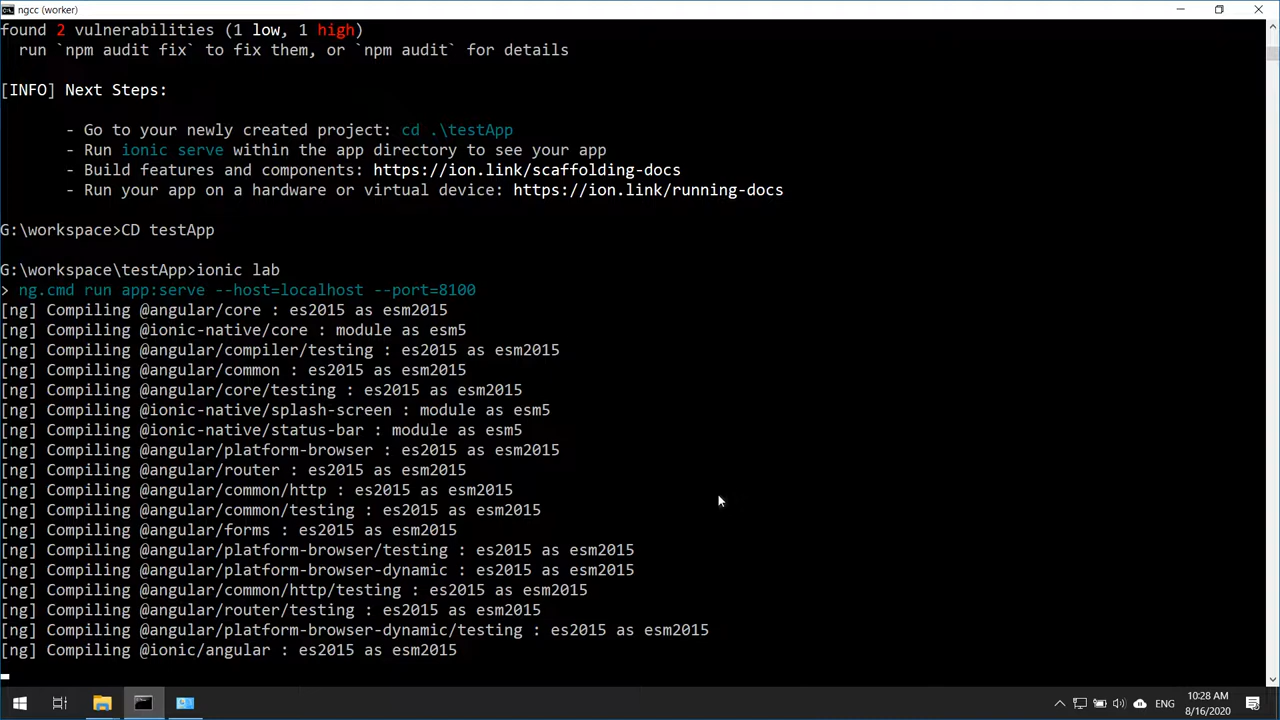 ngcc (worker)
found 2 vulnerabilities (1 low, 1 high)
run `npm audit fix` to fix them, or `npm audit` for details
[INFO] Next Steps:
- Go to your newly created project: cd .\testApp
- Run ionic serve within the app directory to see your app
- Build features and components: https://ion.link/scaffolding-docs
- Run your app on a hardware or virtual device: https://ion.link/running-docs
G:\workspace>CD testApp
G:\workspace\testApp>ionic lab
> ng.cmd run app:serve --host=localhost --port=8100
[ng] Compiling @angular/core : es2015 as esm2015
[ng] Compiling @ionic-native/core : module as esm5
[ng] Compiling @angular/compiler/testing : es2015 as esm2015
[ng] Compiling @angular/common : es2015 as esm2015
[ng] Compiling @angular/core/testing : es2015 as esm2015
[ng] Compiling @ionic-native/splash-screen : module as esm5
[ng] Compiling @ionic-native/status-bar : module as esm5
[ng] Compiling @angular/platform-browser : es2015 as esm2015
[ng] Compiling @angular/router : es2015 as esm2015
[ng] Compiling @angular/common/http : es2015 as esm2015
[ng] Compiling @angular/common/testing : es2015 as esm2015
[ng] Compiling @angular/forms : es2015 as esm2015
[ng] Compiling @angular/platform-browser/testing : es2015 as esm2015
[ng] Compiling @angular/platform-browser-dynamic : es2015 as esm2015
[ng] Compiling @angular/common/http/testing : es2015 as esm2015
[ng] Compiling @angular/router/testing : es2015 as esm2015
[ng] Compiling @angular/platform-browser-dynamic/testing : es2015 as esm2015
[ng] Compiling @ionic/angular : es2015 as esm2015
ENG
10:28 AM
8/16/2020